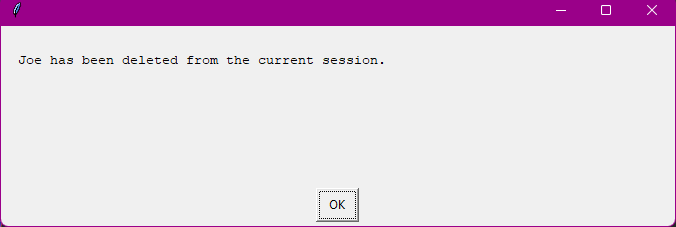 Joe has been deleted from the current session.
OK